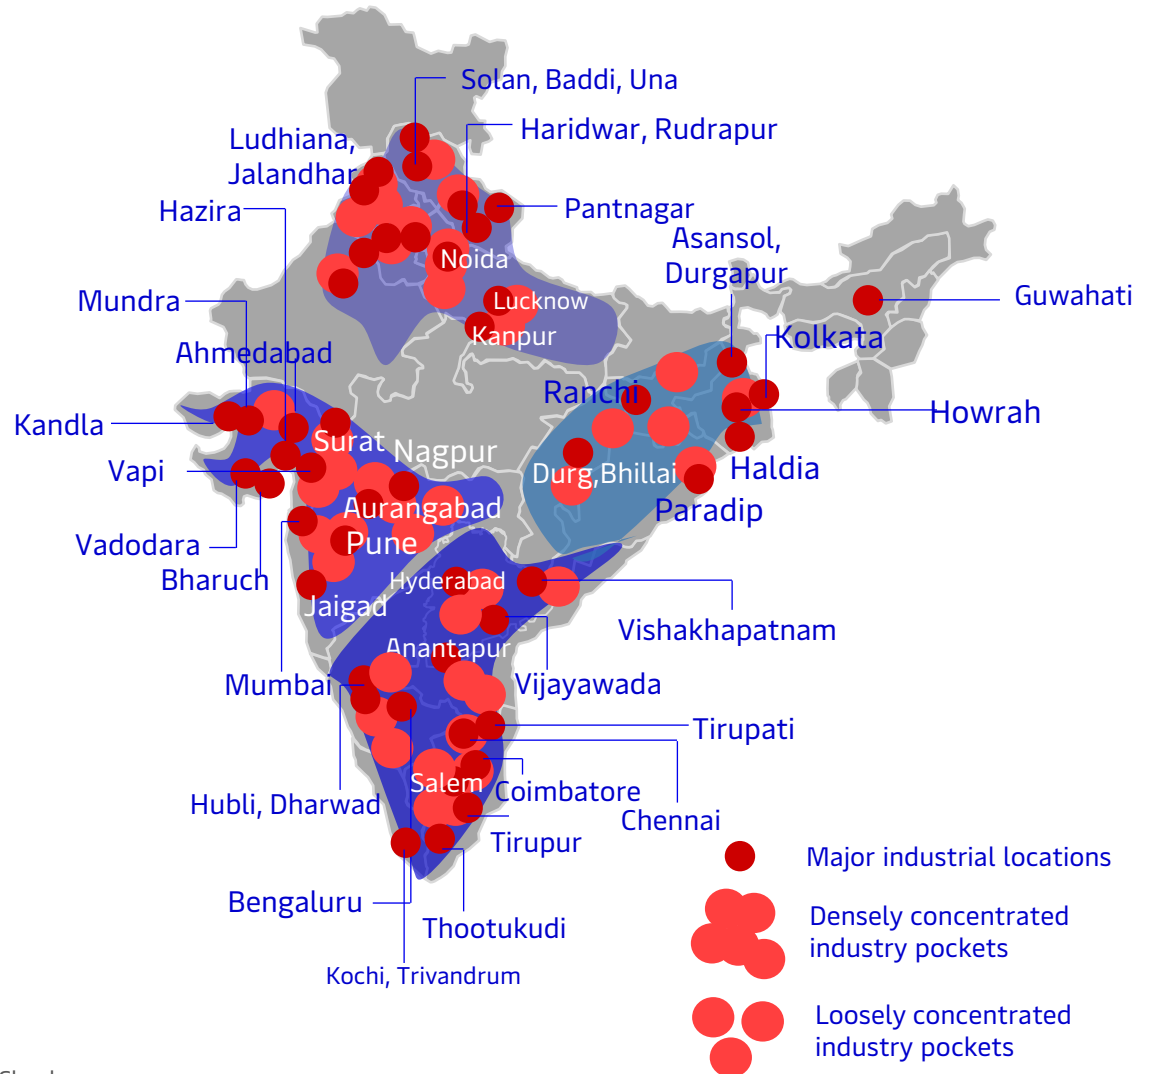 Solan, Baddi, Una
Haridwar, Rudrapur
Ludhiana,
Jalandhar
Hazira
Pantnagar
Asansol,
Durgapur
Noida
Mundra
Lucknow
Guwahati
Kanpur
Kolkata
Ahmedabad
Ranchi
Kandla
Howrah
Surat
Nagpur
Vapi
Durg,Bhillai
Haldia
Aurangabad
Paradip
Vadodara
Pune
Bharuch
Hyderabad
Jaigad
Vishakhapatnam
Anantapur
Mumbai
Vijayawada
Tirupati
Salem
Coimbatore
Hubli, Dharwad
Chennai
Tirupur
Bengaluru
Thootukudi
Kochi, Trivandrum
Major industrial locations
Densely concentrated
industry pockets
Loosely concentrated
industry pockets